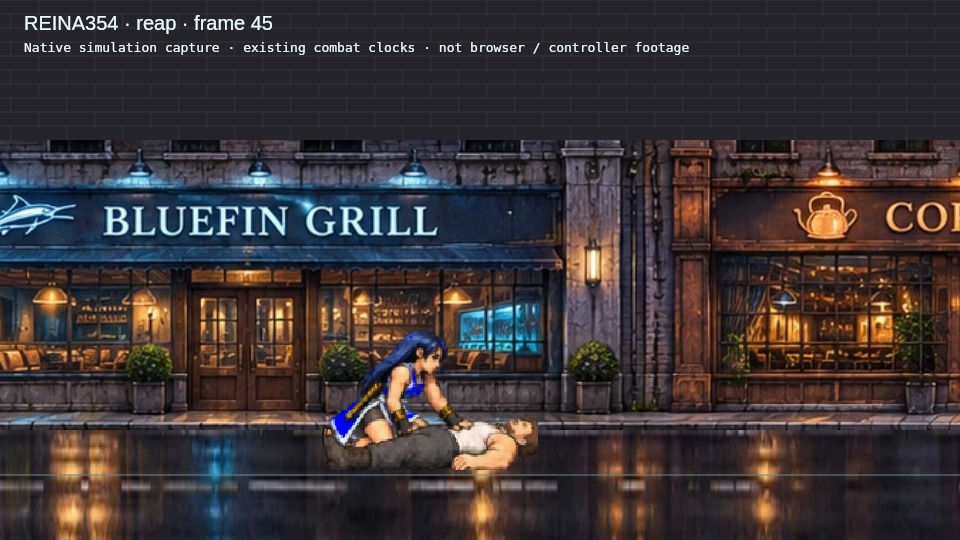 REINA354 · reap · frame 45
Native simulation capture · existing combat clocks · not browser / controller footage
BLUEFIN GRILL